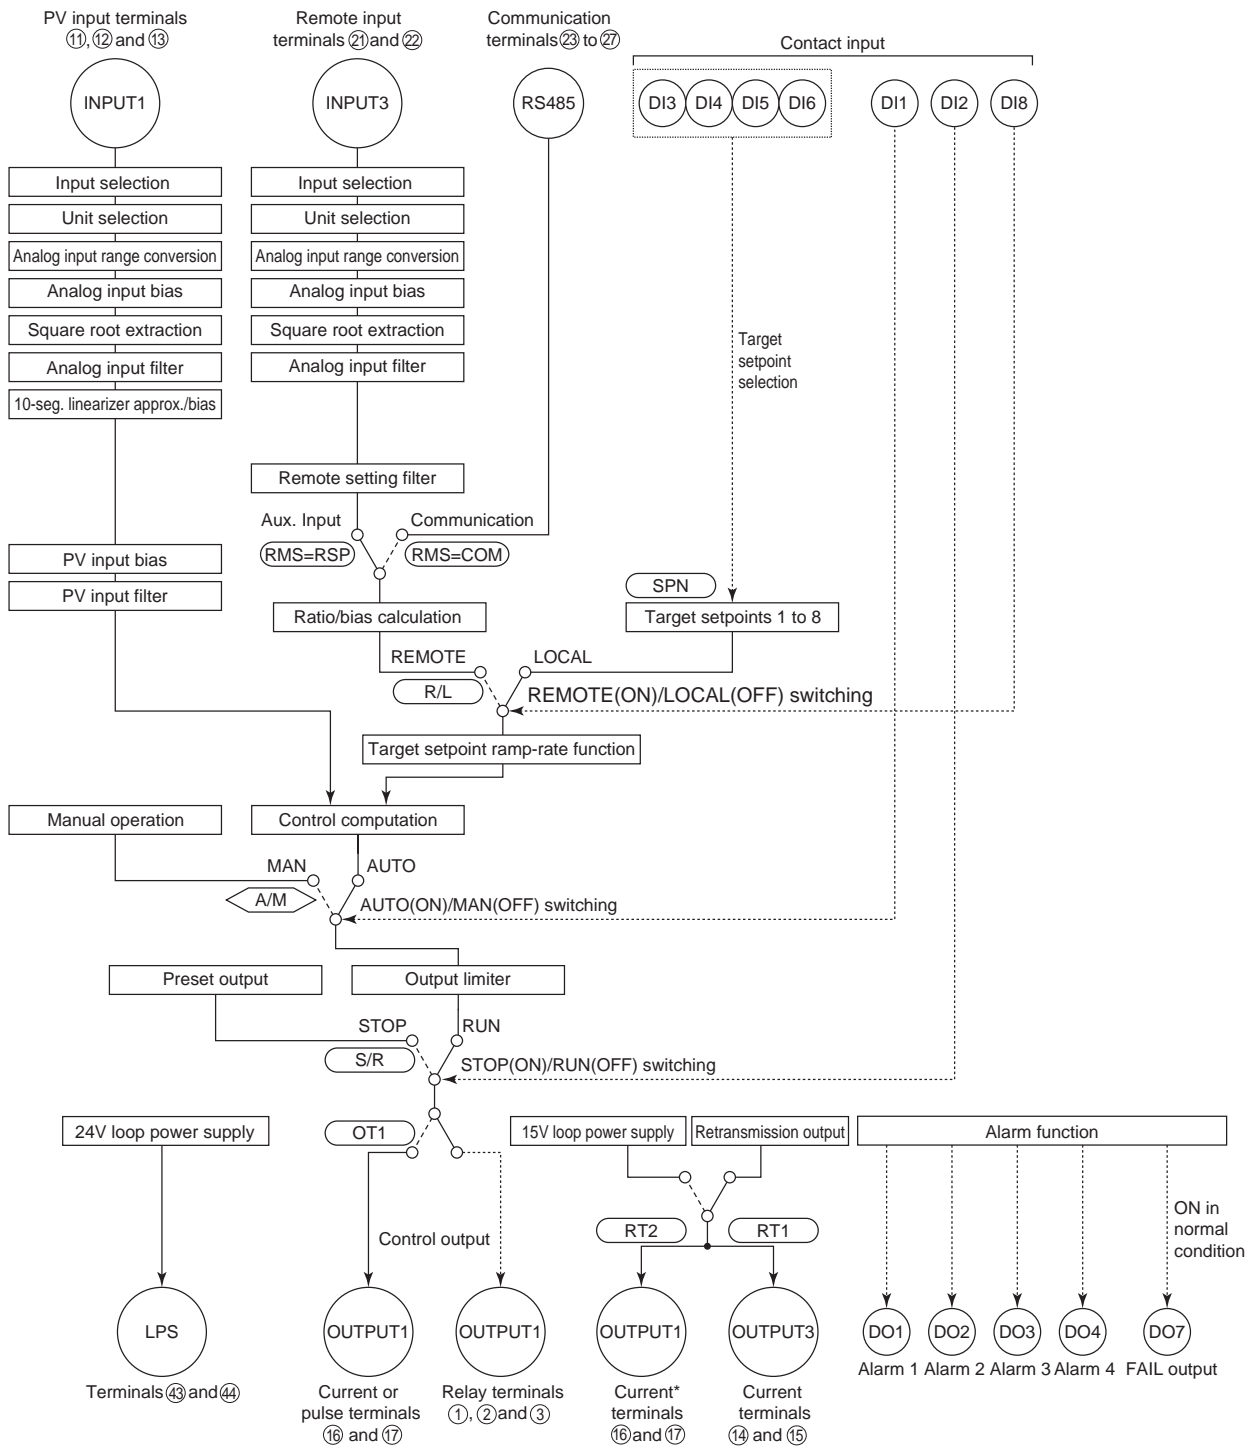 PV input terminals
⑪, ⑫ and ⑬
Remote input
terminals ㉑ and ㉒
Communication
terminals ㉓ to ㉗
Contact input
INPUT1
INPUT3
RS485
DI3
DI4
DI5
DI6
DI1
DI2
DI8
Input selection
Unit selection
Analog input range conversion
Analog input bias
Square root extraction
Analog input filter
10-seg. linearizer approx./bias
Input selection
Unit selection
Analog input range conversion
Analog input bias
Square root extraction
Analog input filter
Target
setpoint
selection
Remote setting filter
Aux. Input
Communication
RMS=RSP
RMS=COM
PV input bias
PV input filter
SPN
Ratio/bias calculation
Target setpoints 1 to 8
REMOTE
LOCAL
R/L
REMOTE(ON)/LOCAL(OFF) switching
Target setpoint ramp-rate function
Manual operation
Control computation
MAN
AUTO
A/M
AUTO(ON)/MAN(OFF) switching
Preset output
Output limiter
STOP
RUN
S/R
STOP(ON)/RUN(OFF) switching
24V loop power supply
OT1
15V loop power supply
Retransmission output
Alarm function
RT2
RT1
Control output
ON in
normal
condition
LPS
OUTPUT1
OUTPUT1
OUTPUT1
OUTPUT3
DO1
DO2
DO3
DO4
DO7
Alarm 1
Alarm 2
Alarm 3
Alarm 4
FAIL output
Terminals ㊸ and ㊹
Current or
pulse terminals
⑯ and ⑰
Relay terminals
①, ② and ③
Current*
terminals
⑯ and ⑰
Current
terminals
⑭ and ⑮